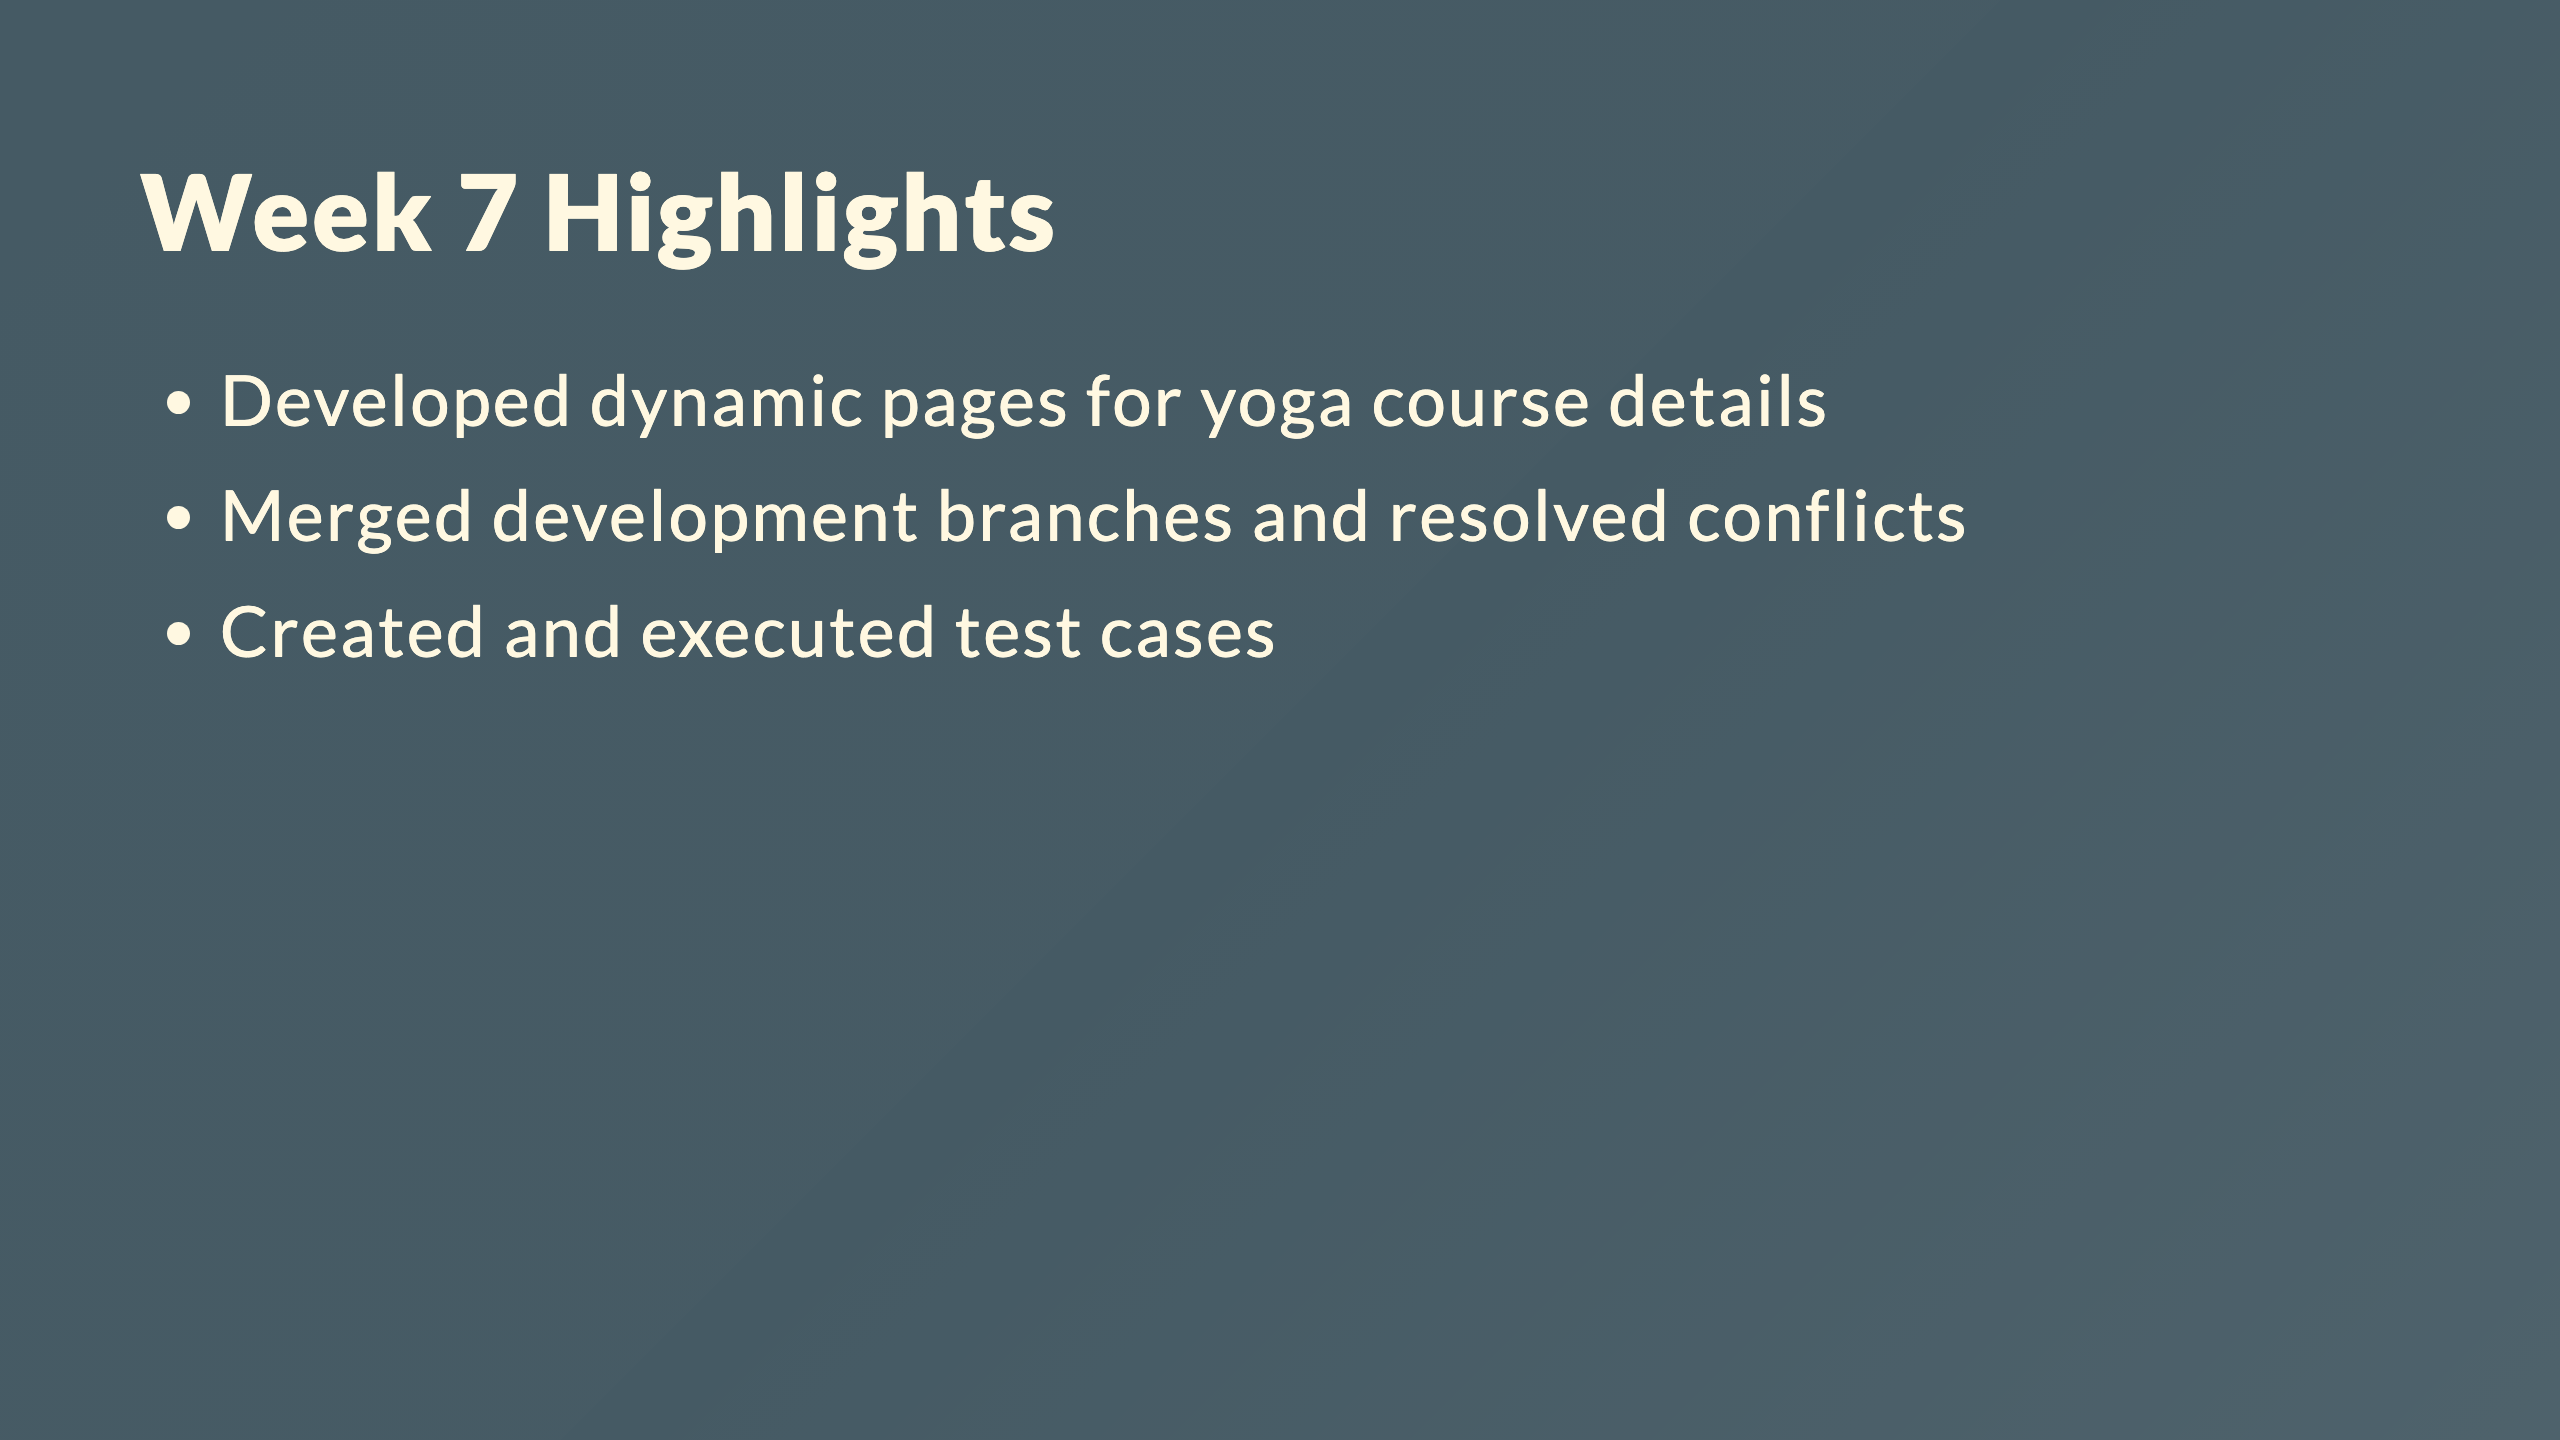 Week 7 Highlights
• Developed dynamic pages for yoga course details
• Merged development branches and resolved conflicts
• Created and executed test cases